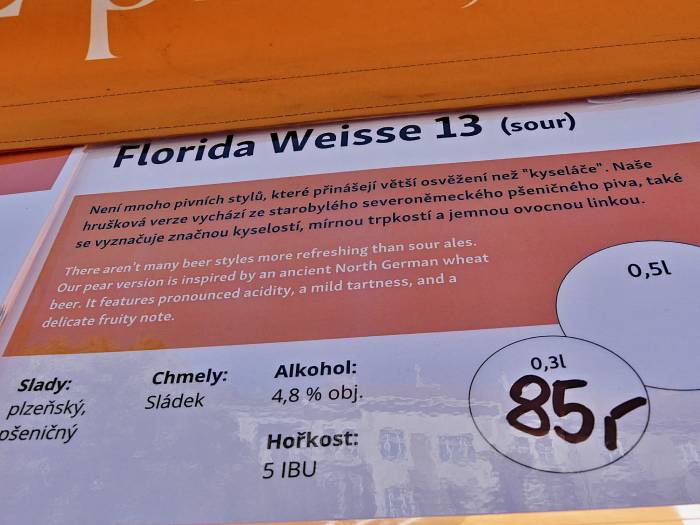 Florida Weisse 13 (sour)
Není mnoho pivních stylů, které přinášejí větší osvěžení než "kyseláče". Naše
hrušková verze vychází ze starobylého severoněmeckého pšeničného piva, také
se vyznačuje značnou kyselostí, mírnou trpkostí a jemnou ovocnou linkou.
There aren't many beer styles more refreshing than sour ales.
Our pear version is inspired by an ancient North German wheat
beer. It features pronounced acidity, a mild tartness, and a
delicate fruity note.
0,5l
0,3l
85,-
Slady:
plzeňský,
pšeničný
Chmely:
Sládek
Alkohol:
4,8 % obj.
Hořkost:
5 IBU